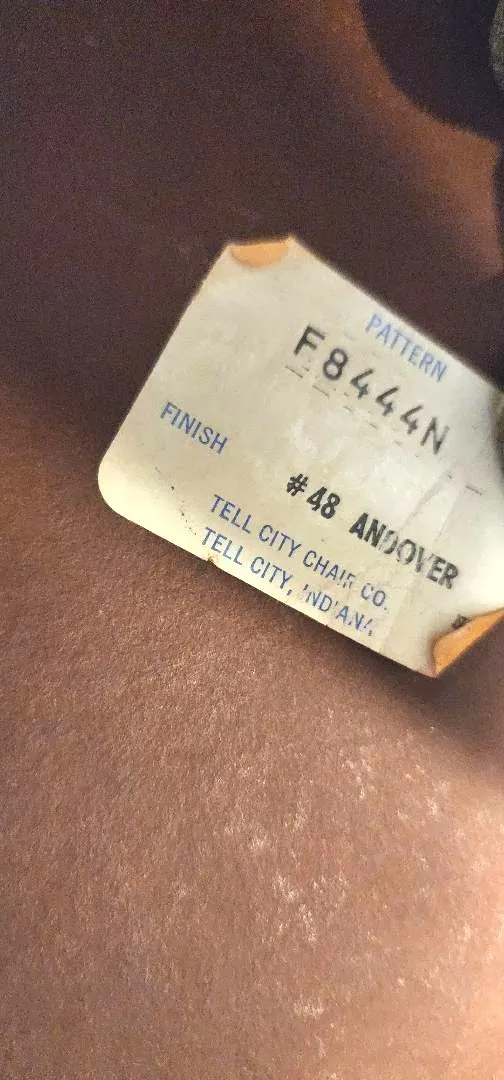 PATTERN
F8444N
FINISH
#48 ANDOVER
TELL CITY CHAIR CO.
TELL CITY, INDIANA